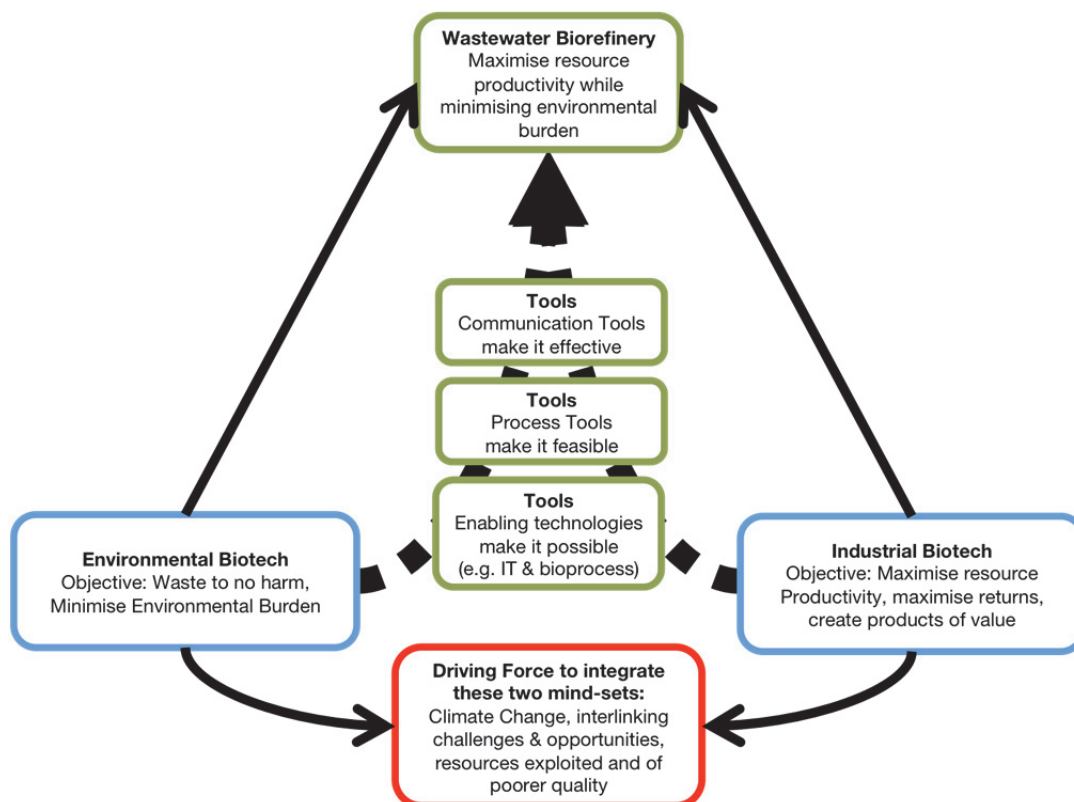 Wastewater Biorefinery
Maximise resource
productivity while
minimising environmental
burden
Tools
Communication Tools
make it effective
Tools
Process Tools
make it feasible
Tools
Enabling technologies
make it possible
(e.g. IT & bioprocess)
Environmental Biotech
Objective: Waste to no harm,
Minimise Environmental Burden
Industrial Biotech
Objective: Maximise resource
Productivity, maximise returns,
create products of value
Driving Force to integrate
these two mind-sets:
Climate Change, interlinking
challenges & opportunities,
resources exploited and of
poorer quality